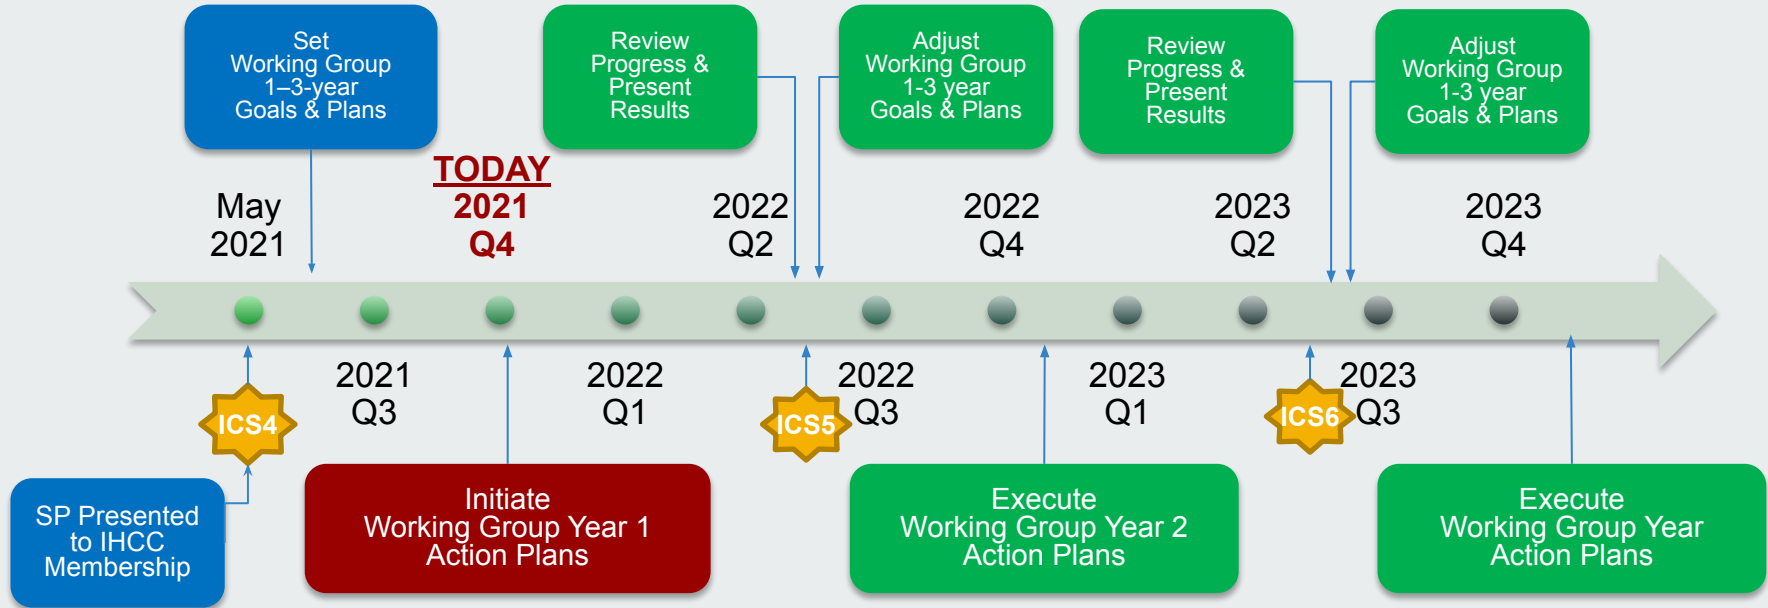 Set
Working Group
1–3-year
Goals & Plans
Review
Progress &
Present
Results
Adjust
Working Group
1-3 year
Goals & Plans
Review
Progress &
Present
Results
Adjust
Working Group
1-3 year
Goals & Plans
May
2021
TODAY
2021
Q4
2022
Q2
2022
Q4
2023
Q2
2023
Q4
2021
Q3
2022
Q1
2022
Q3
2023
Q1
2023
Q3
ICS4
ICS5
ICS6
SP Presented
to IHCC
Membership
Initiate
Working Group Year 1
Action Plans
Execute
Working Group Year 2
Action Plans
Execute
Working Group Year
Action Plans